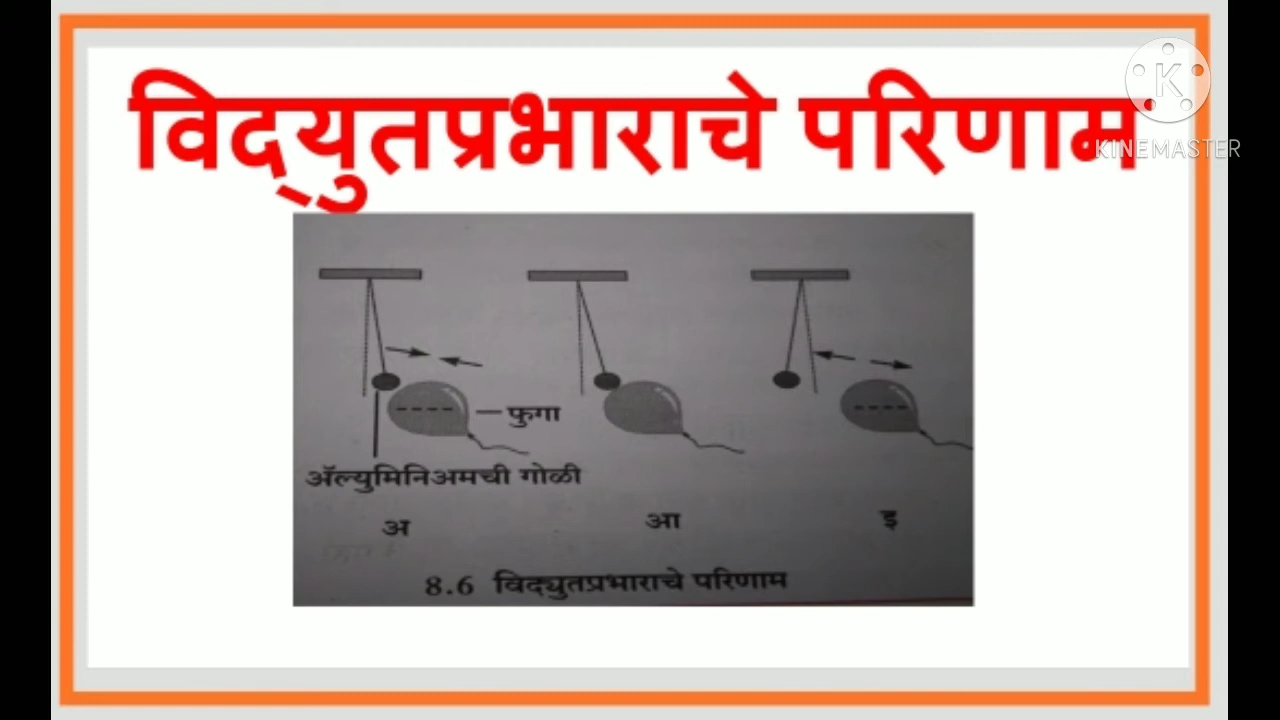 विद्युतप्रभाराचे परिणाम
K
KINEMASTER
फुगा
ॲल्युमिनिअमची गोळी
अ
आ
इ
8.6 विद्युतप्रभाराचे परिणाम